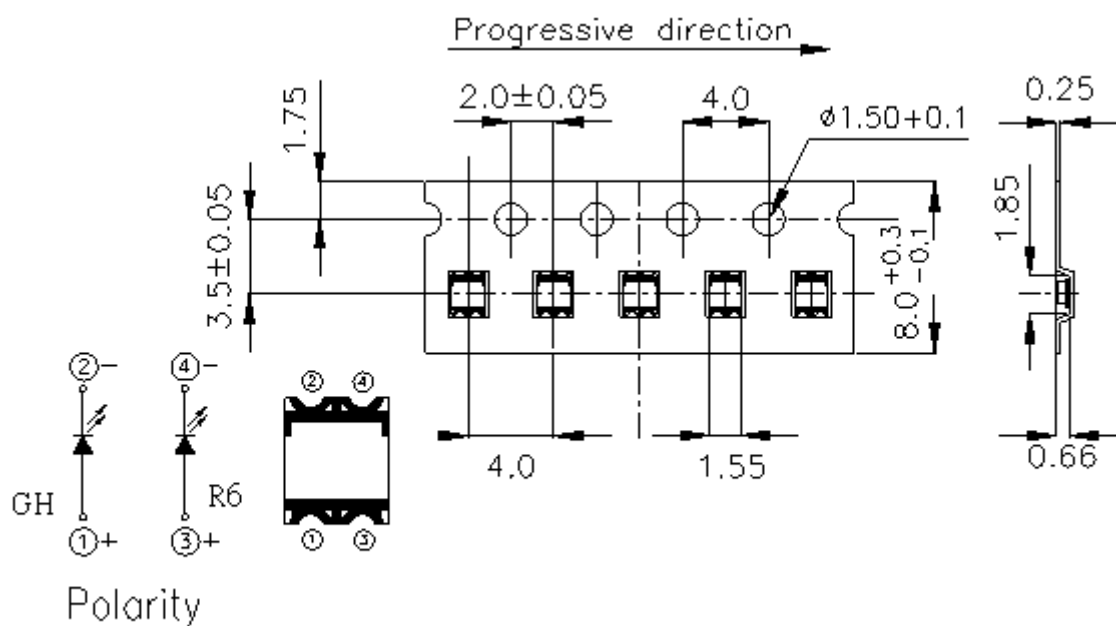 Progressive direction
2.0±0.05
4.0
0.25
ø1.50+0.1
1.75
3.5±0.05
8.0 +0.3 -0.1
1.85
②-
④-
② ④
4.0
1.55
0.66
GH
R6
①+
③+
① ③
Polarity